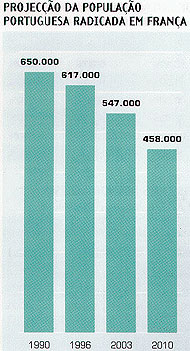 PROJECÇÃO DA POPULAÇÃO
PORTUGUESA RADICADA EM FRANÇA
650.000
617.000
547.000
458.000
1990 1996 2003 2010